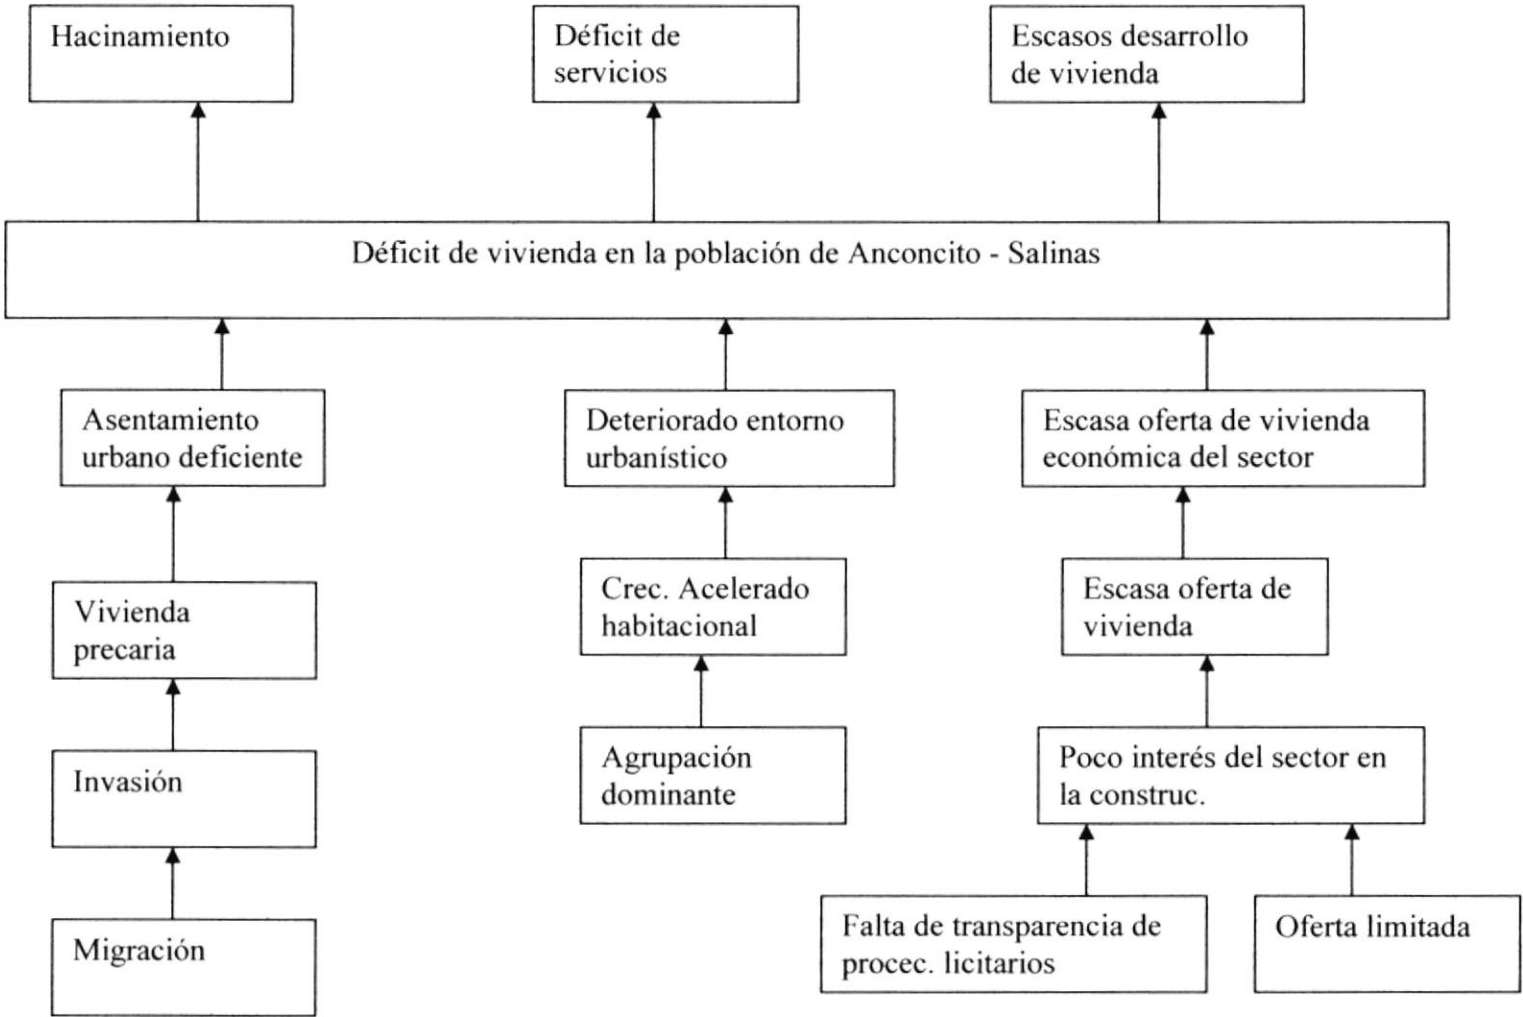 Hacinamiento
Déficit de
servicios
Escasos desarrollo
de vivienda
Déficit de vivienda en la población de Anconcito - Salinas
Asentamiento
urbano deficiente
Deteriorado entorno
urbanístico
Escasa oferta de vivienda
económica del sector
Vivienda
precaria
Crec. Acelerado
habitacional
Escasa oferta de
vivienda
Invasión
Agrupación
dominante
Poco interés del sector en
la construc.
Migración
Falta de transparencia de
procec. licitarios
Oferta limitada